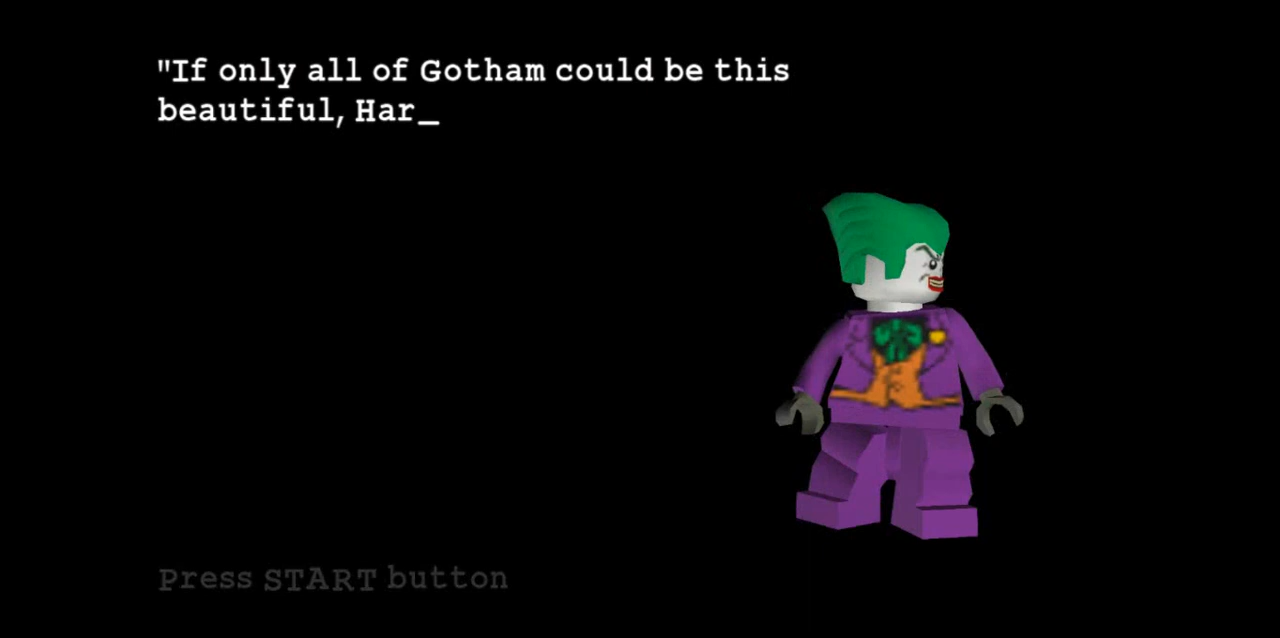 "If only all of Gotham could be this
beautiful, Har_
Press START button